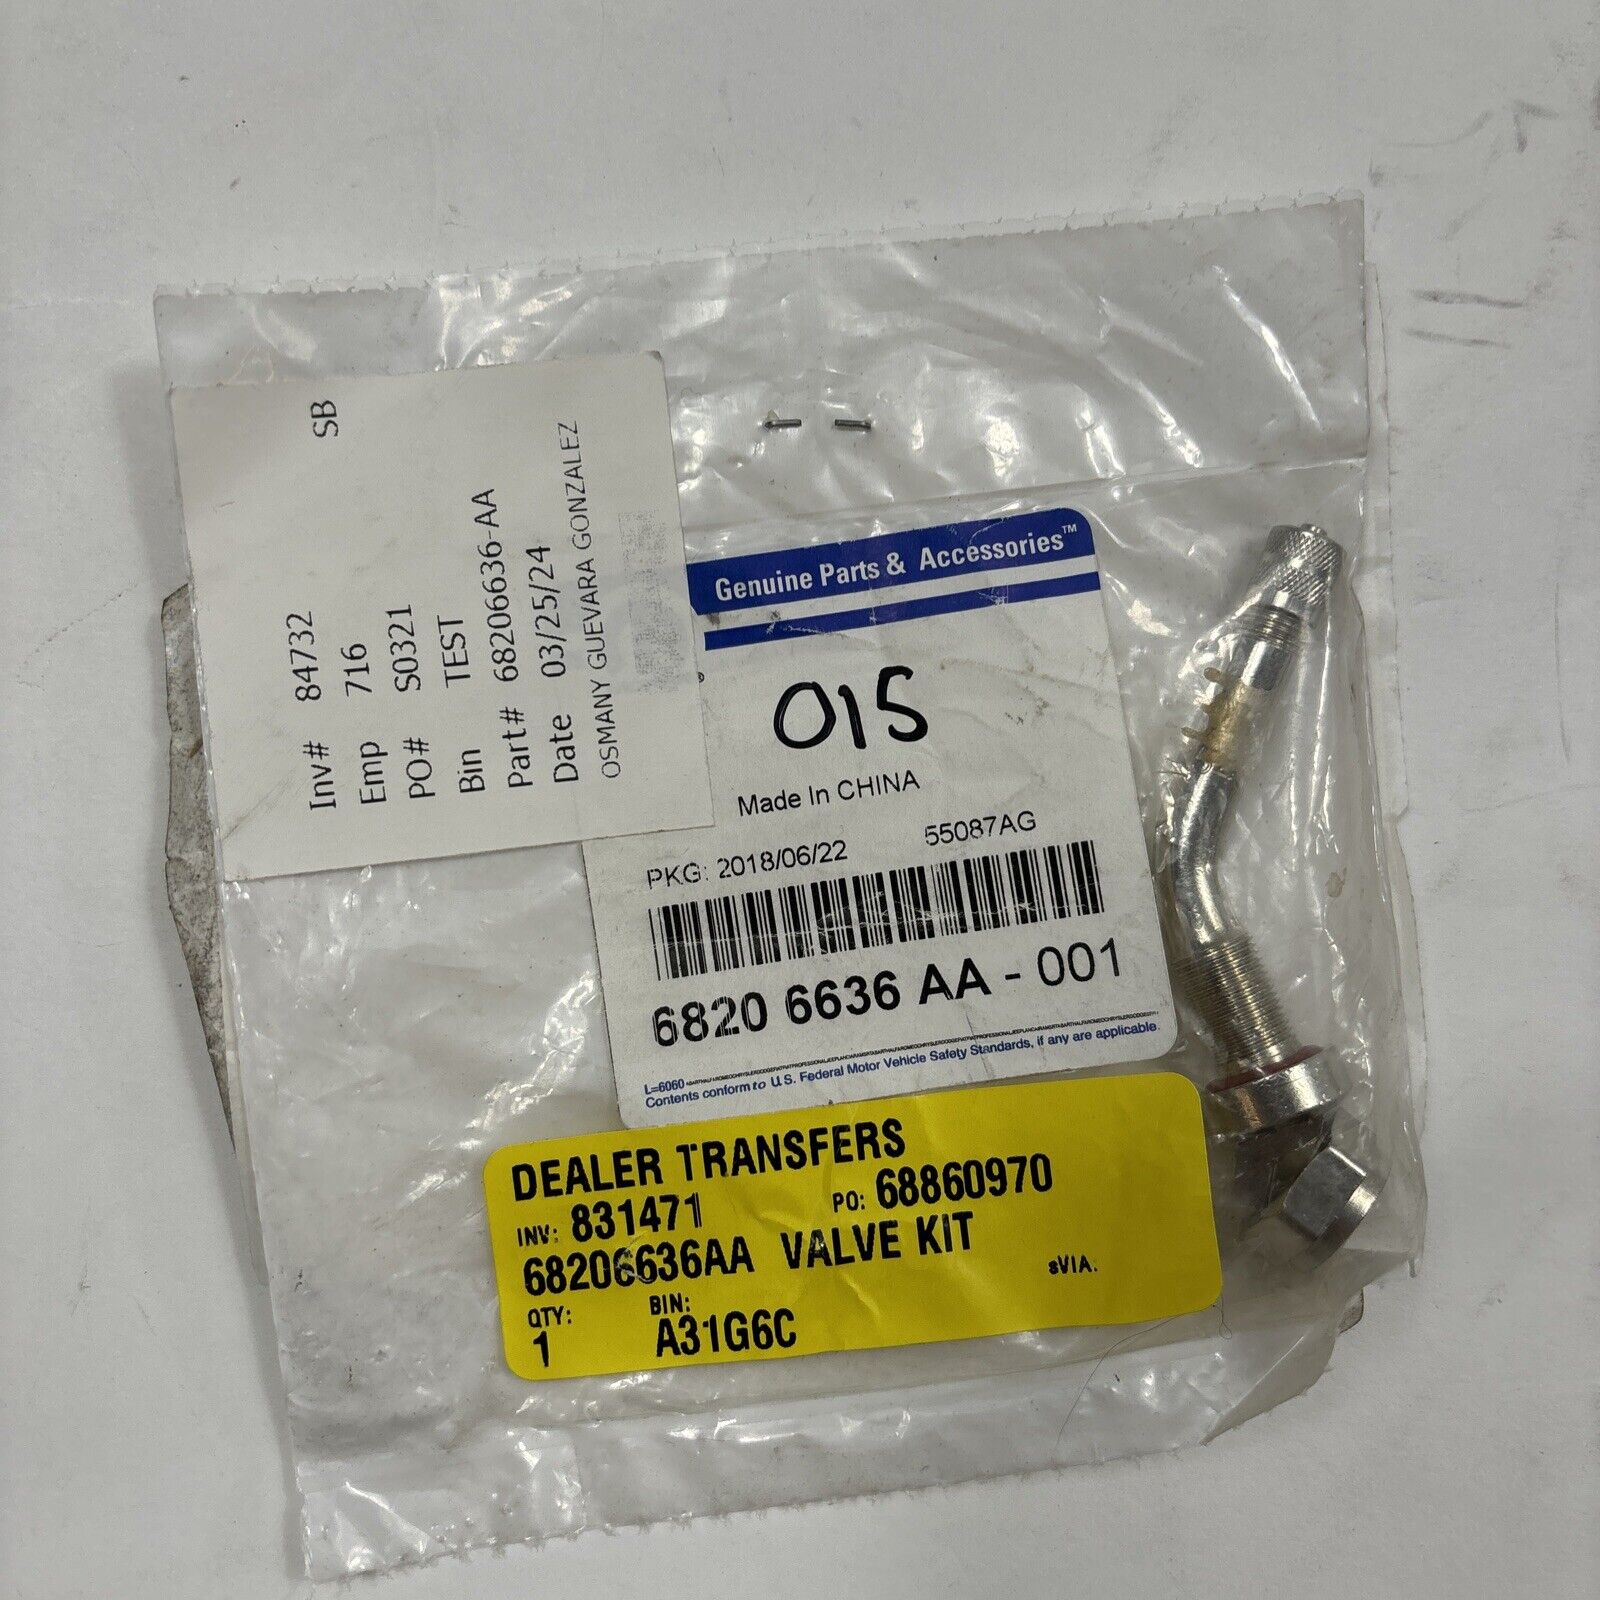 SB
Inv# 84732
Emp 716
PO# S0321
Bin TEST
Part# 68206636-AA
Date 03/25/24
OSMANY GUEVARA GONZALEZ
Genuine Parts & Accessories™
®
015
Made In CHINA
PKG: 2018/06/22 55087AG
6820 6636 AA - 001
L=6060
Contents conform to U.S. Federal Motor Vehicle Safety Standards, if any are applicable.
DEALER TRANSFERS
INV: 831471 PO: 68860970
68206636AA VALVE KIT
QTY: BIN: sVIA:
1 A31G6C